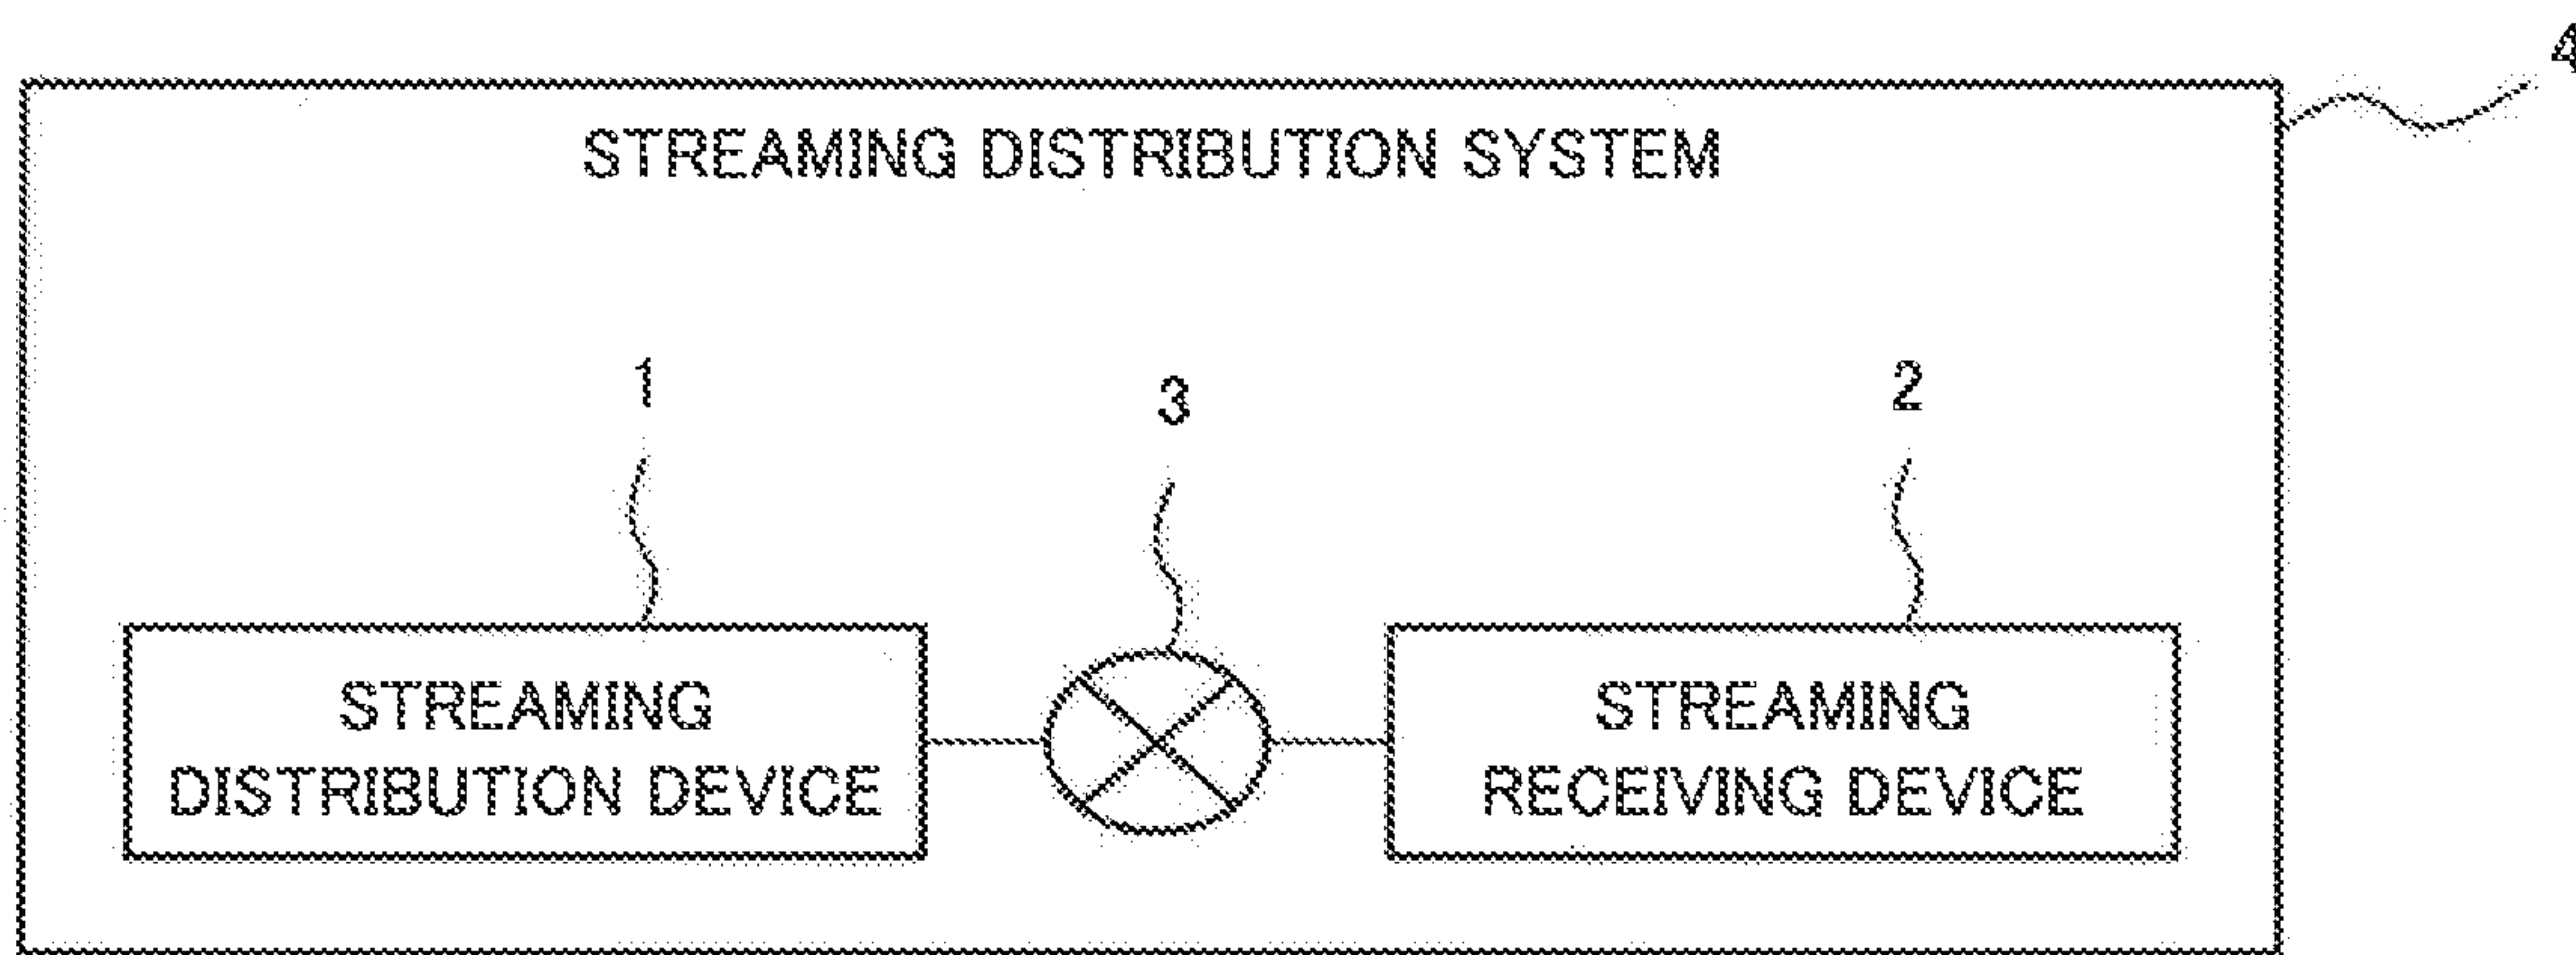 4
STREAMING DISTRIBUTION SYSTEM
1
3
2
STREAMING
DISTRIBUTION DEVICE
STREAMING
RECEIVING DEVICE